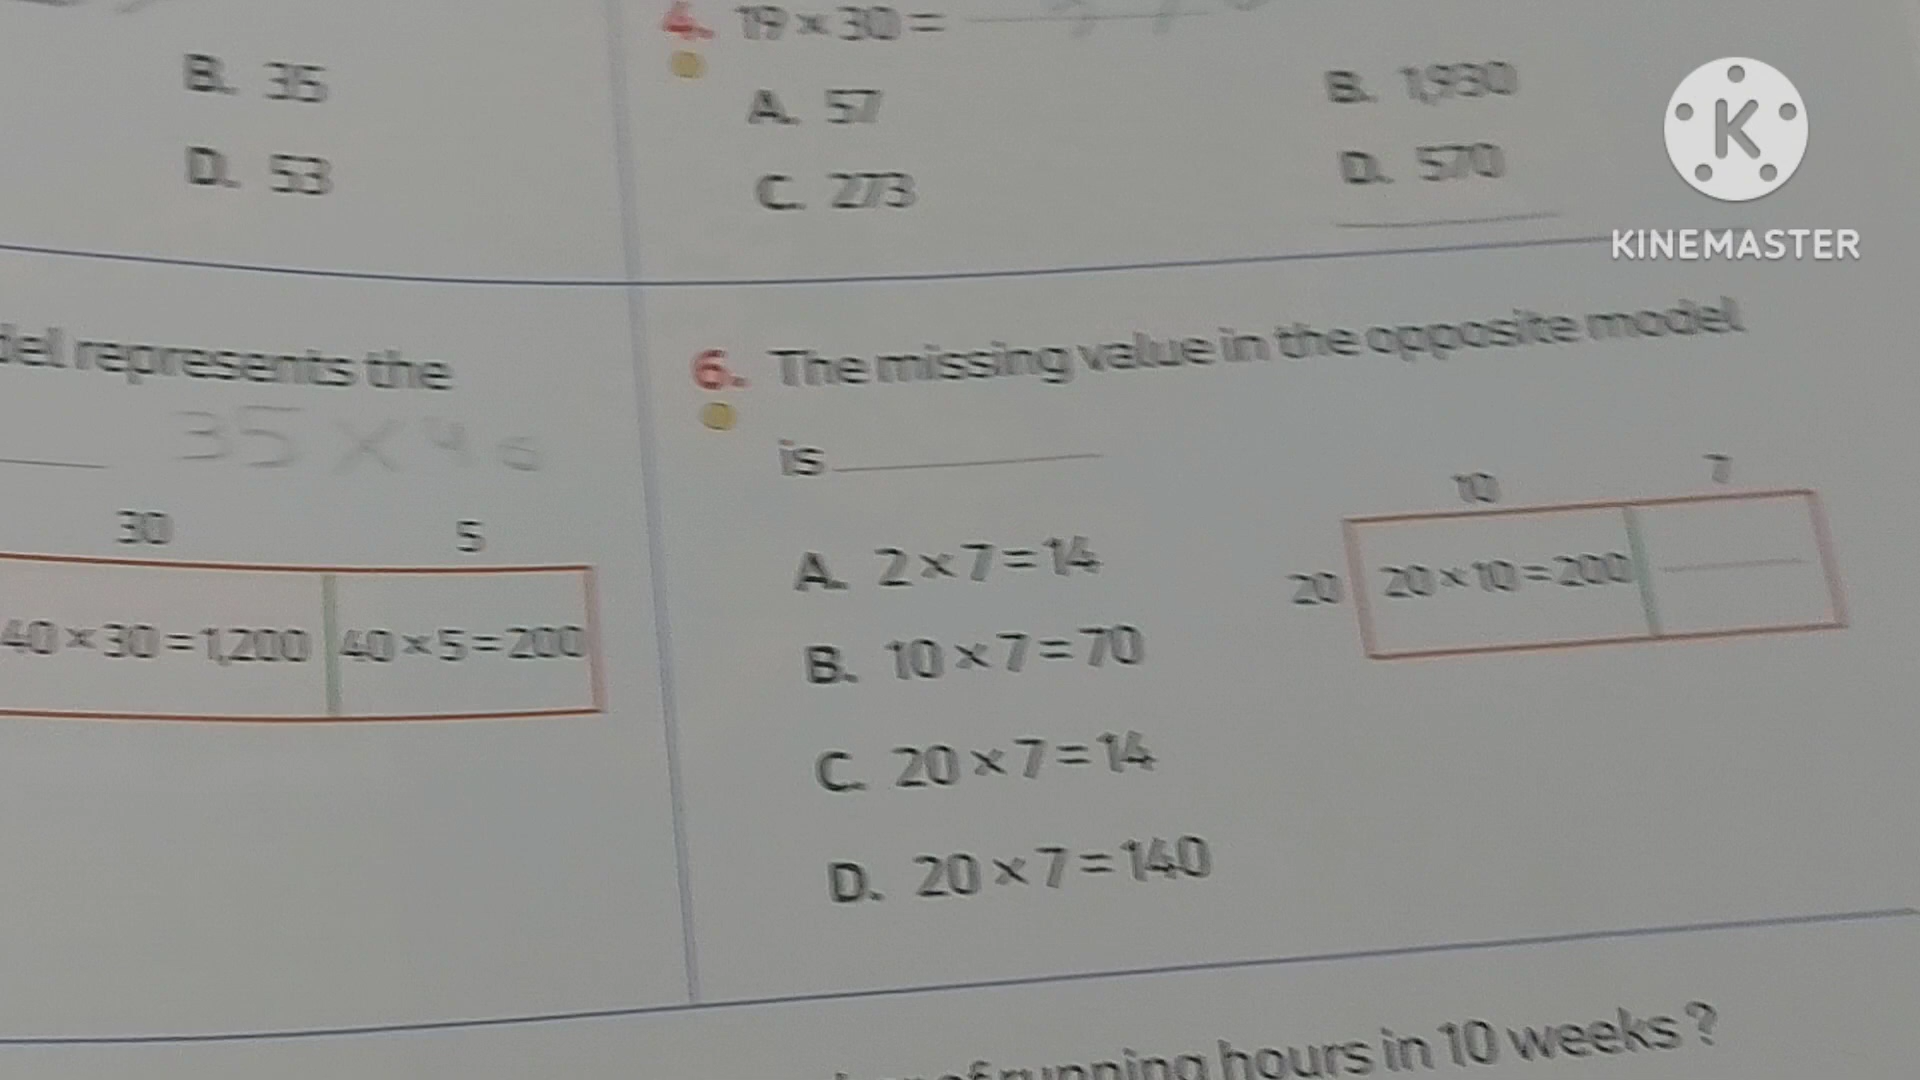 B. 35
D. 53
4. 19 × 30 =
A. 57
B. 1,930
C. 273
D. 570
K
KINEMASTER
represents the
35 × 46
30 5
40 × 30 = 1,200 40 × 5 = 200
6. The missing value in the opposite model
is
A. 2 × 7 = 14
B. 10 × 7 = 70
C. 20 × 7 = 14
D. 20 × 7 = 140
10 7
20 20 × 10 = 200
running hours in 10 weeks?